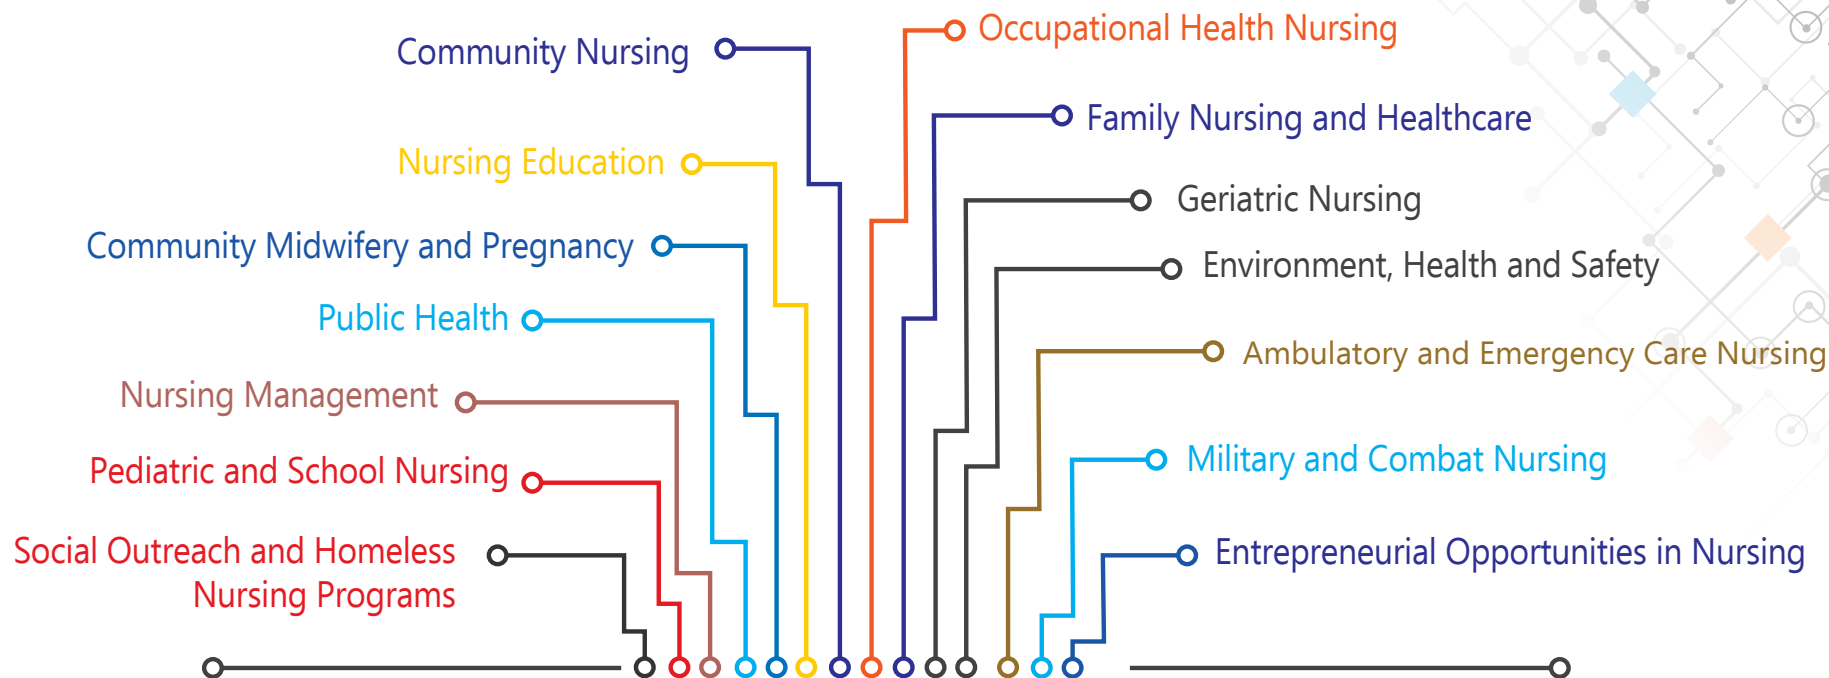 Community Nursing
Nursing Education
Community Midwifery and Pregnancy
Public Health
Nursing Management
Pediatric and School Nursing
Social Outreach and Homeless
Nursing Programs
Occupational Health Nursing
Family Nursing and Healthcare
Geriatric Nursing
Environment, Health and Safety
Ambulatory and Emergency Care Nursing
Military and Combat Nursing
Entrepreneurial Opportunities in Nursing